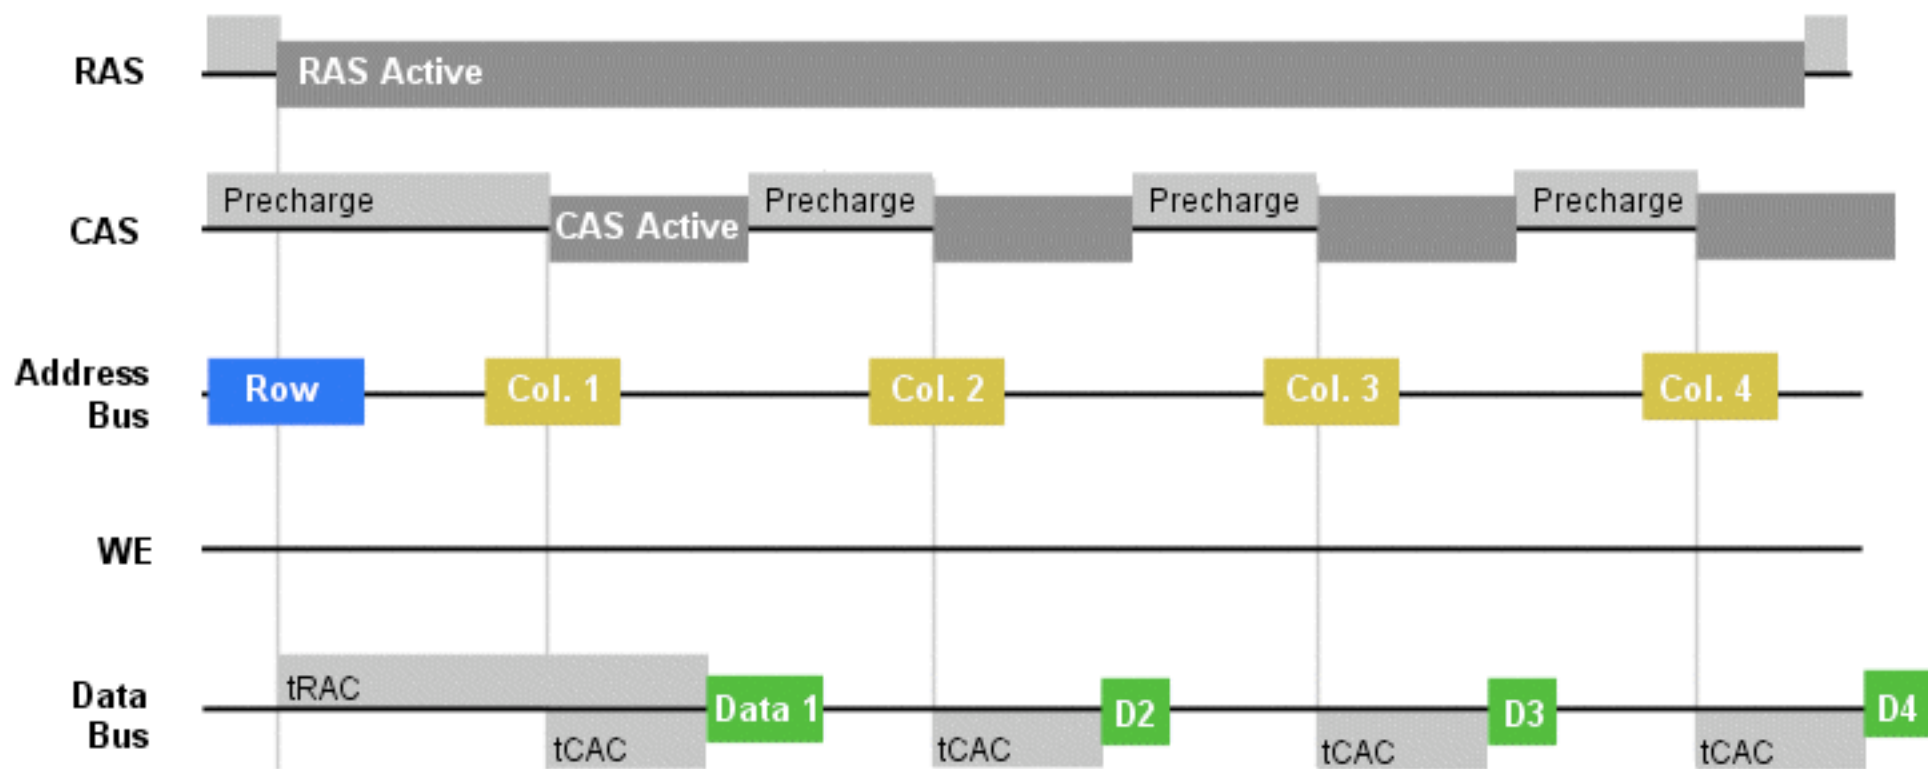 RAS
RAS Active
Precharge
Precharge
Precharge
Precharge
CAS
CAS Active
Address
Bus
Row
Col. 1
Col. 2
Col. 3
Col. 4
WE
Data
Bus
tRAC
Data 1
D2
D3
D4
tCAC
tCAC
tCAC
tCAC